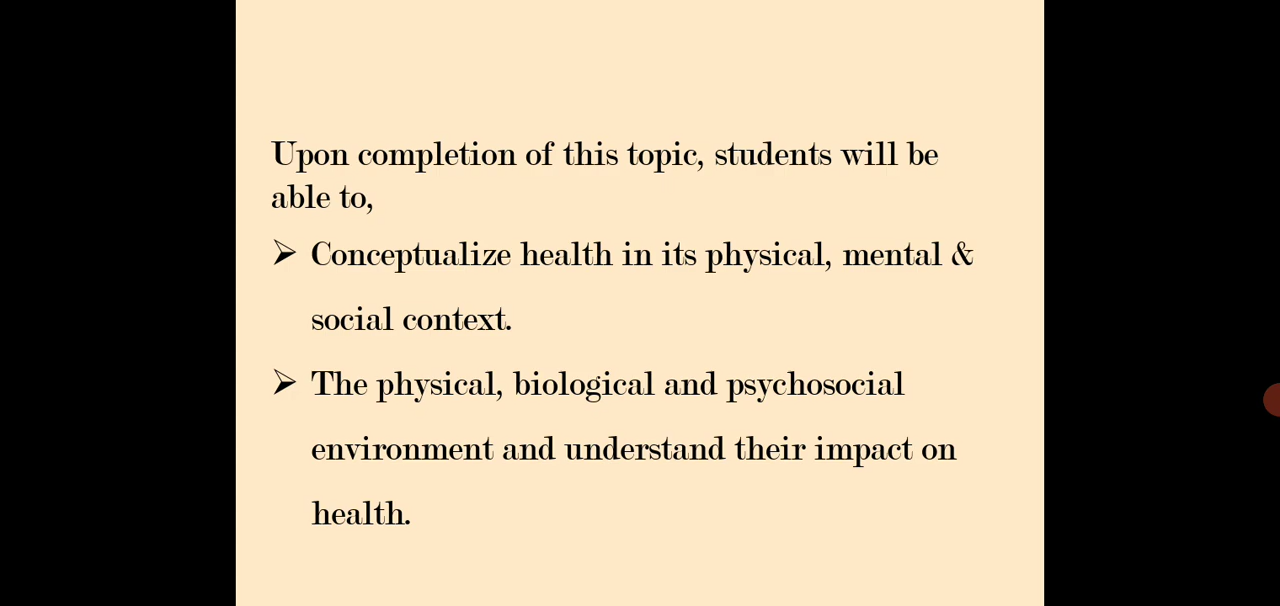 Upon completion of this topic, students will be
able to,
➢ Conceptualize health in its physical, mental &
social context.
➢ The physical, biological and psychosocial
environment and understand their impact on
health.